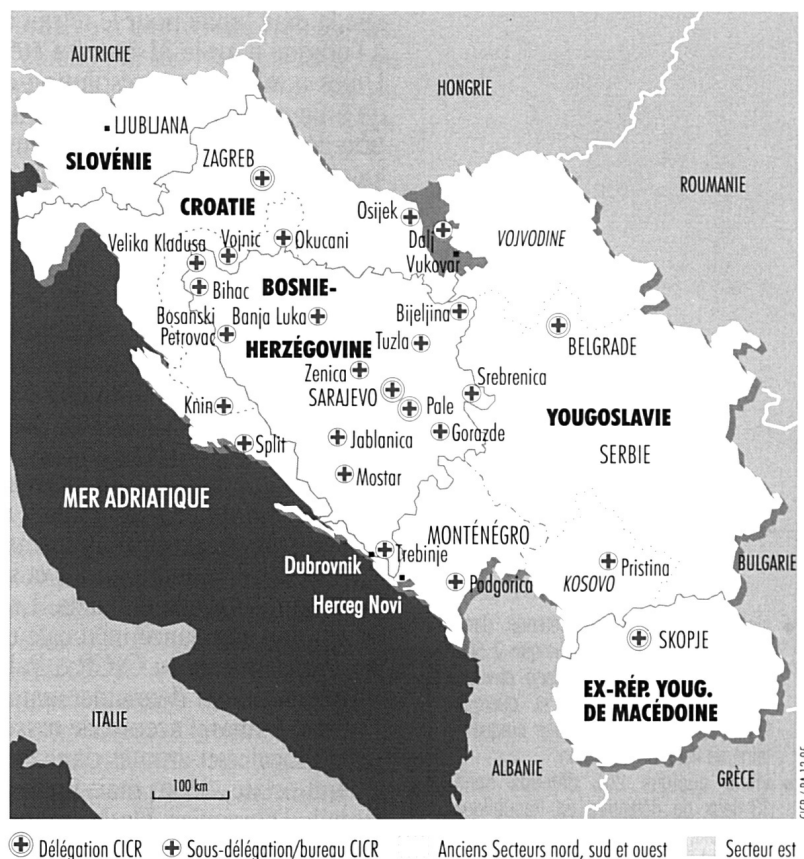 AUTRICHE
HONGRIE
LJUBLJANA
SLOVÉNIE
ZAGREB
ROUMANIE
CROATIE
Osijek
Velika Kladusa
Vojnic
Okucani
Dalj
Vukovar
VOJVODINE
Bihac
BOSNIE-
Bosanski
Petrovac
Banja Luka
Bijeljina
HERZÉGOVINE
Tuzla
BELGRADE
Zenica
SARAJEVO
Srebrenica
Knin
Pale
YOUGOSLAVIE
Split
Jablanica
Gorazde
SERBIE
Mostar
MER ADRIATIQUE
MONTÉNÉGRO
Dubrovnik
Trebinje
Pristina
BULGARIE
Herceg Novi
Podgorica
KOSOVO
SKOPJE
EX-RÉP. YOUG.
DE MACÉDOINE
ITALIE
100 km
ALBANIE
GRÈCE
Délégation CICR
Sous-délégation/bureau CICR
Anciens Secteurs nord, sud et ouest
Secteur est